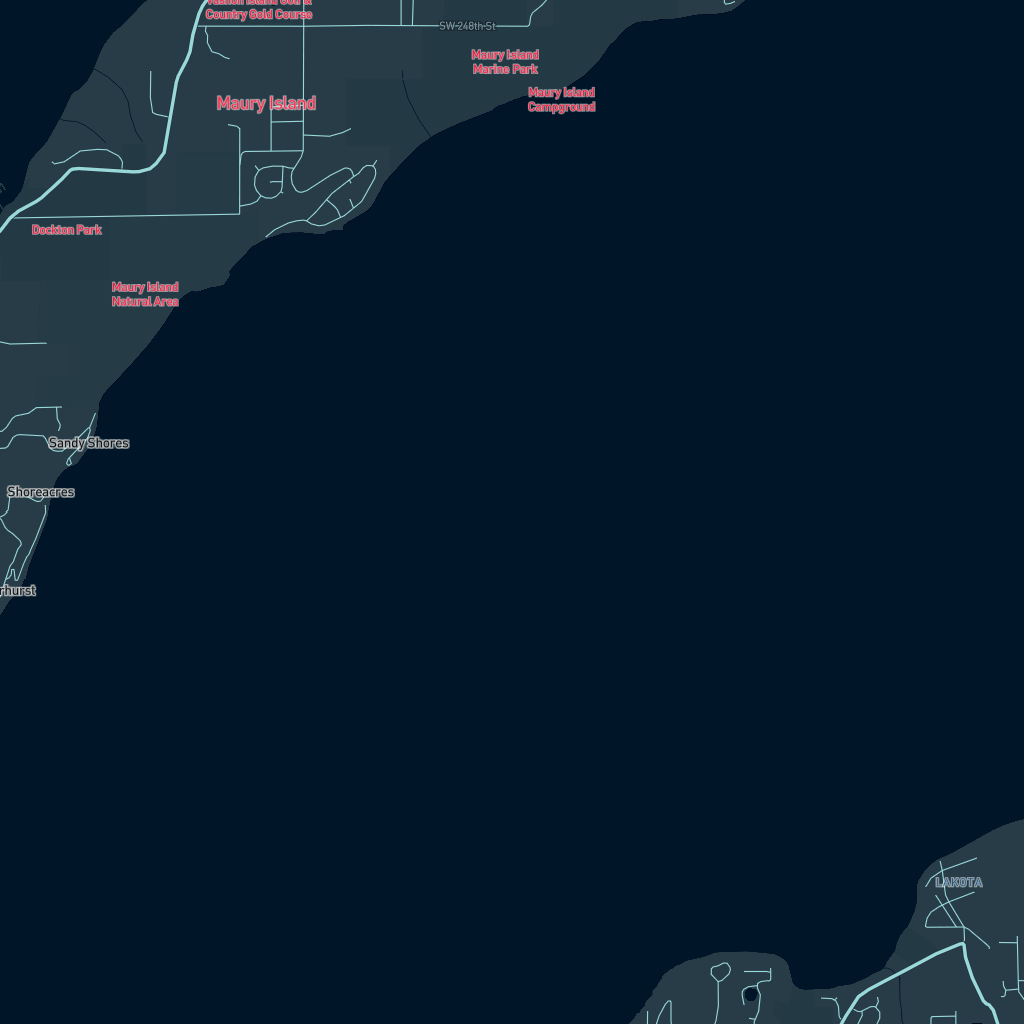 Country Gold Course
SW 248th St
Maury Island
Marine Park
Maury Island
Campground
Maury Island
Dockton Park
Maury Island
Natural Area
Sandy Shores
Shoreacres
rhurst
LAKOTA